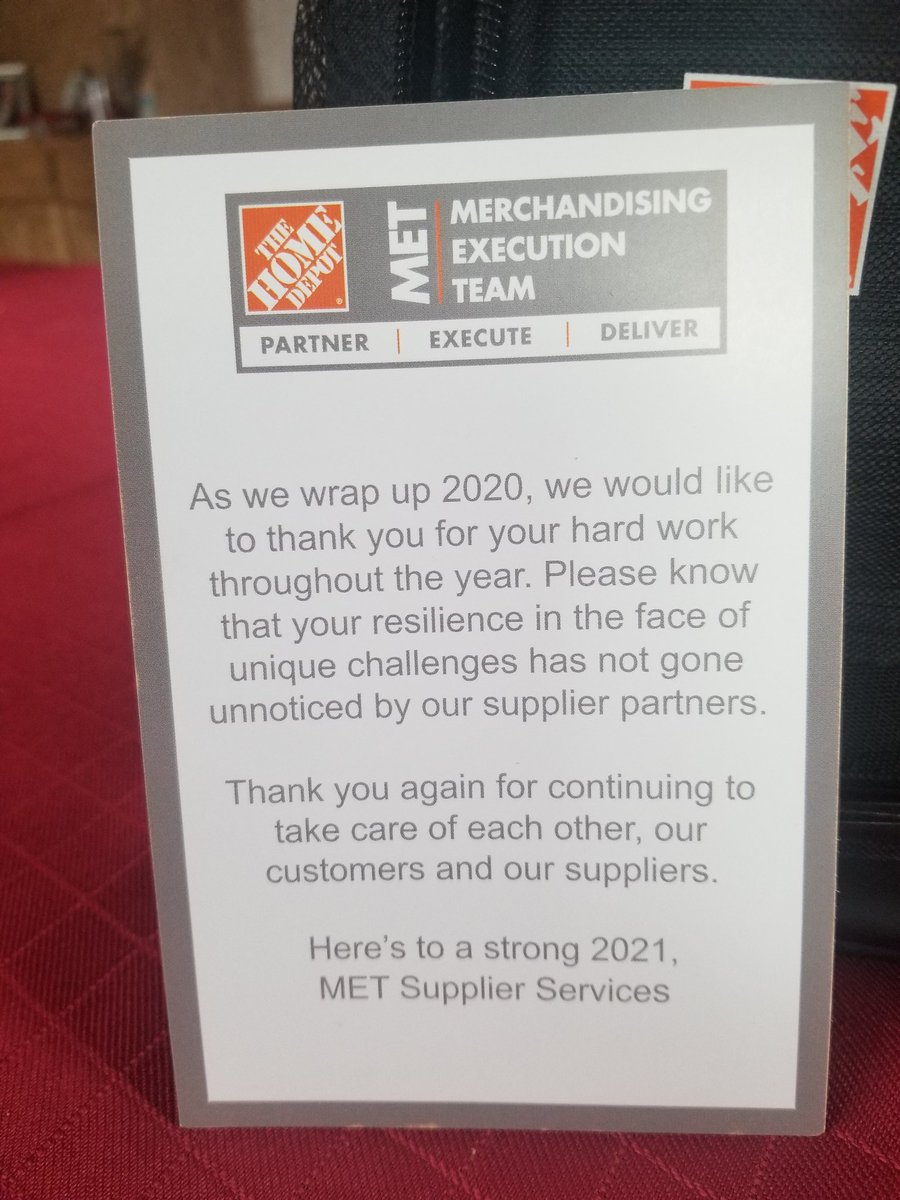 THE
HOME
DEPOT
MET
MERCHANDISING
EXECUTION
TEAM
PARTNER | EXECUTE | DELIVER
As we wrap up 2020, we would like
to thank you for your hard work
throughout the year. Please know
that your resilience in the face of
unique challenges has not gone
unnoticed by our supplier partners.
Thank you again for continuing to
take care of each other, our
customers and our suppliers.
Here's to a strong 2021,
MET Supplier Services